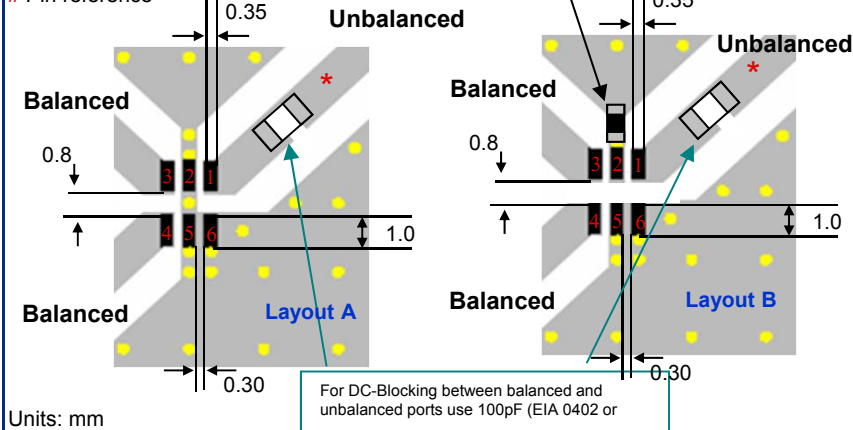 0.35
Unbalanced
*
Balanced
0.8
3 2 1
4 5 6
1.0
Balanced
Layout A
0.30
Units: mm
0.35
Unbalanced
*
Balanced
0.8
3 2 1
4 5 6
1.0
Balanced
Layout B
0.30
For DC-Blocking between balanced and
unbalanced ports use 100pF (EIA 0402 or